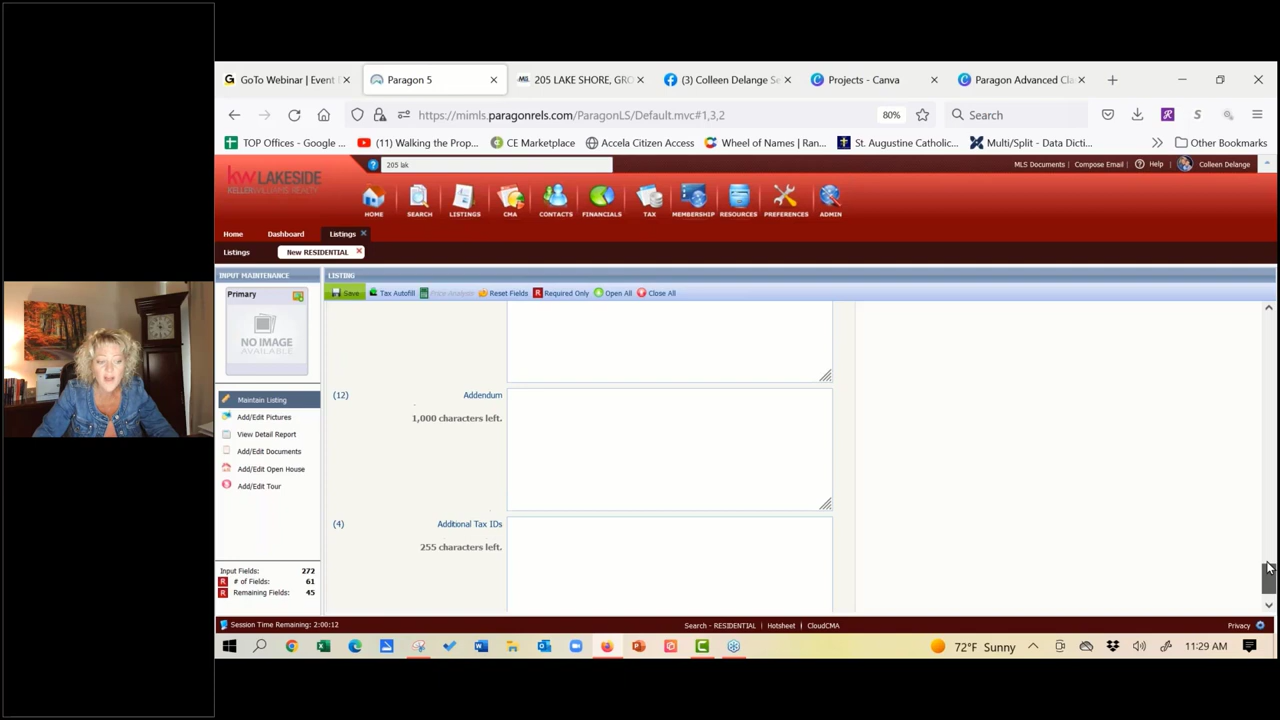 GoTo Webinar | Event
Paragon 5
205 LAKE SHORE, GRO
(3) Colleen Delange Se
Projects - Canva
Paragon Advanced Cla
https://mimls.paragonrels.com/ParagonLS/Default.mvc#1,3,2
80%
Search
TOP Offices - Google ...
(11) Walking the Prop...
CE Marketplace
Accela Citizen Access
Wheel of Names | Ran...
St. Augustine Catholic...
Multi/Split - Data Dicti...
Other Bookmarks
kw LAKESIDE
KELLERWILLIAMS REALTY
205 lak
MLS Documents
Compose Email
Help
Colleen Delange
HOME
SEARCH
LISTINGS
CMA
CONTACTS
FINANCIALS
TAX
MEMBERSHIP
RESOURCES
PREFERENCES
ADMIN
Home
Dashboard
Listings
Listings
New RESIDENTIAL
INPUT MAINTENANCE
LISTING
Primary
NO IMAGE
AVAILABLE
Save
Tax Autofill
Price Analysis
Reset Fields
Required Only
Open All
Close All
Maintain Listing
Add/Edit Pictures
View Detail Report
Add/Edit Documents
Add/Edit Open House
Add/Edit Tour
(12) Addendum
1,000 characters left.
(4) Additional Tax IDs
255 characters left.
Input Fields: 272
R # of Fields: 61
R Remaining Fields: 45
Session Time Remaining: 2:00:12
Search - RESIDENTIAL | Hotsheet | CloudCMA
Privacy
72°F Sunny
11:29 AM